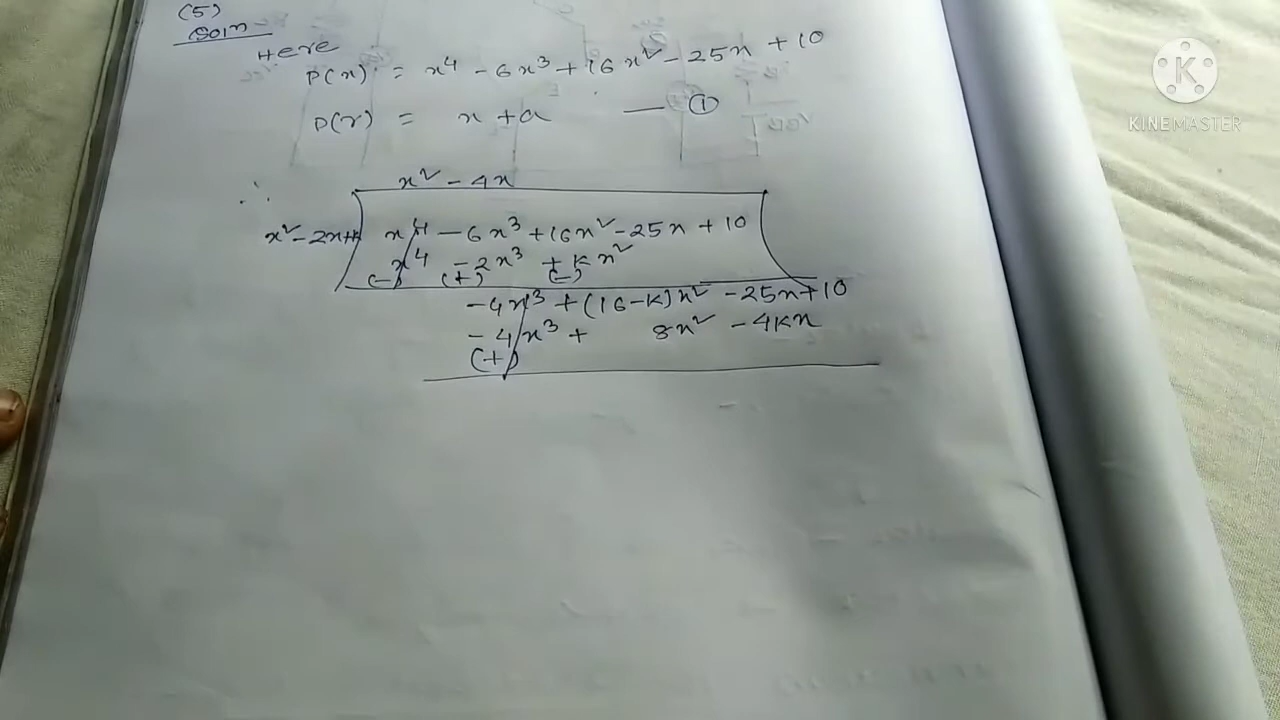 (5)
Soln
Here
P(x) = x⁴ - 6x³ + 16x² - 25x + 10
P(r) = x + a — ①
∴ x² - 4x
x² - 2x + k x⁴ - 6x³ + 16x² - 25x + 10
x⁴ - 2x³ + kx²
(-) (+) (-)
-4x³ + (16-k)x² - 25x + 10
-4x³ + 8x² - 4kx
(+)
K
KINEMASTER